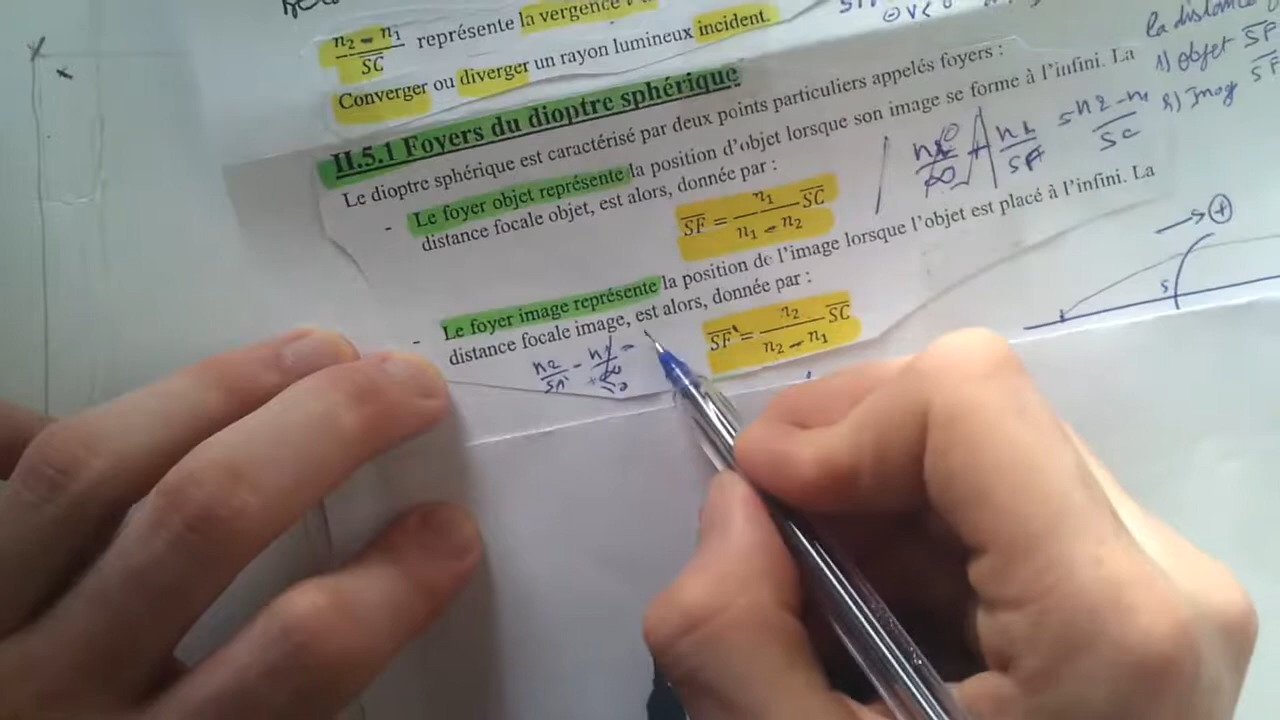 n₂ - n₁ / SC représente la vergence
Converger ou diverger un rayon lumineux incident.
II.5.1 Foyers du dioptre sphérique
Le dioptre sphérique est caractérisé par deux points particuliers appelés foyers :
- Le foyer objet représente la position d'objet lorsque son image se forme à l'infini. La
distance focale objet, est alors, donnée par :
SF = n₁ / n₁ - n₂ SC
- Le foyer image représente la position de l'image lorsque l'objet est placé à l'infini. La
distance focale image, est alors, donnée par :
SF' = n₂ / n₂ - n₁ SC
n2 / SA' - n1 / ∞ =
la distance
1) objet SF
2) Imag
S
+